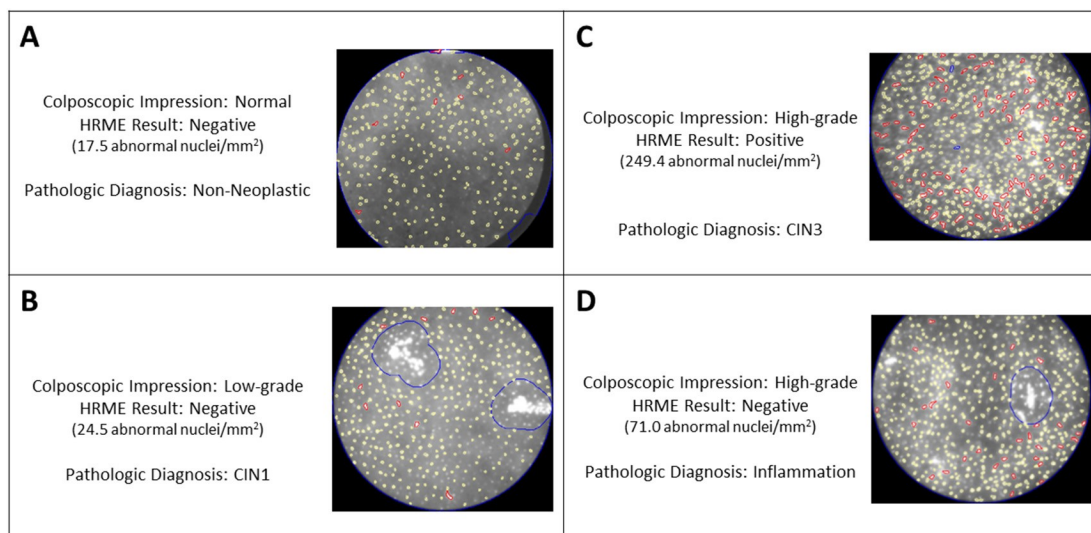 A
Colposcopic Impression: Normal
HRME Result: Negative
(17.5 abnormal nuclei/mm²)
Pathologic Diagnosis: Non-Neoplastic
B
Colposcopic Impression: Low-grade
HRME Result: Negative
(24.5 abnormal nuclei/mm²)
Pathologic Diagnosis: CIN1
C
Colposcopic Impression: High-grade
HRME Result: Positive
(249.4 abnormal nuclei/mm²)
Pathologic Diagnosis: CIN3
D
Colposcopic Impression: High-grade
HRME Result: Negative
(71.0 abnormal nuclei/mm²)
Pathologic Diagnosis: Inflammation